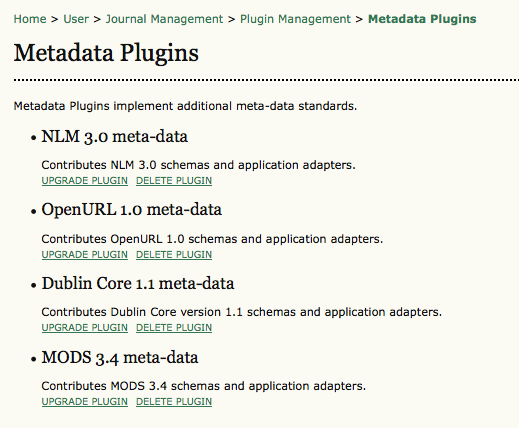 Home > User > Journal Management > Plugin Management > Metadata Plugins
Metadata Plugins
Metadata Plugins implement additional meta-data standards.
• NLM 3.0 meta-data
Contributes NLM 3.0 schemas and application adapters.
UPGRADE PLUGIN DELETE PLUGIN
• OpenURL 1.0 meta-data
Contributes OpenURL 1.0 schemas and application adapters.
UPGRADE PLUGIN DELETE PLUGIN
• Dublin Core 1.1 meta-data
Contributes Dublin Core version 1.1 schemas and application adapters.
UPGRADE PLUGIN DELETE PLUGIN
• MODS 3.4 meta-data
Contributes MODS 3.4 schemas and application adapters.
UPGRADE PLUGIN DELETE PLUGIN